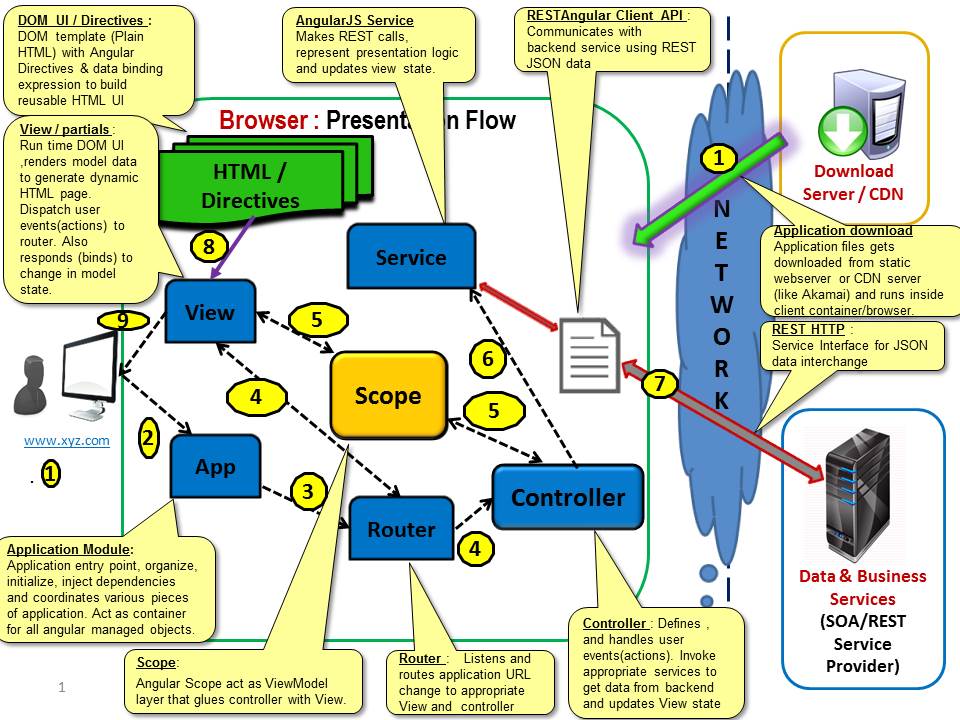 DOM UI / Directives :
DOM template (Plain
HTML) with Angular
Directives & data binding
expression to build
reusable HTML UI
AngularJS Service
Makes REST calls,
represent presentation logic
and updates view state.
RESTAngular Client API :
Communicates with
backend service using REST
JSON data
View / partials :
Run time DOM UI
,renders model data
to generate dynamic
HTML page.
Dispatch user
events(actions) to
router. Also
responds (binds) to
change in model
state.
Browser : Presentation Flow
HTML /
Directives
Service
View
Scope
App
Router
Controller
8
9
5
4
6
5
2
3
4
1
7
www.xyz.com
. 1
NETWORK
Download
Server / CDN
Application download
Application files gets
downloaded from static
webserver or CDN server
(like Akamai) and runs inside
client container/browser.
REST HTTP :
Service Interface for JSON
data interchange
Data & Business
Services
(SOA/REST
Service
Provider)
Application Module:
Application entry point, organize,
initialize, inject dependencies
and coordinates various pieces
of application. Act as container
for all angular managed objects.
Scope:
Angular Scope act as ViewModel
layer that glues controller with View.
Router : Listens and
routes application URL
change to appropriate
View and controller
Controller : Defines ,
and handles user
events(actions). Invoke
appropriate services to
get data from backend
and updates View state
1